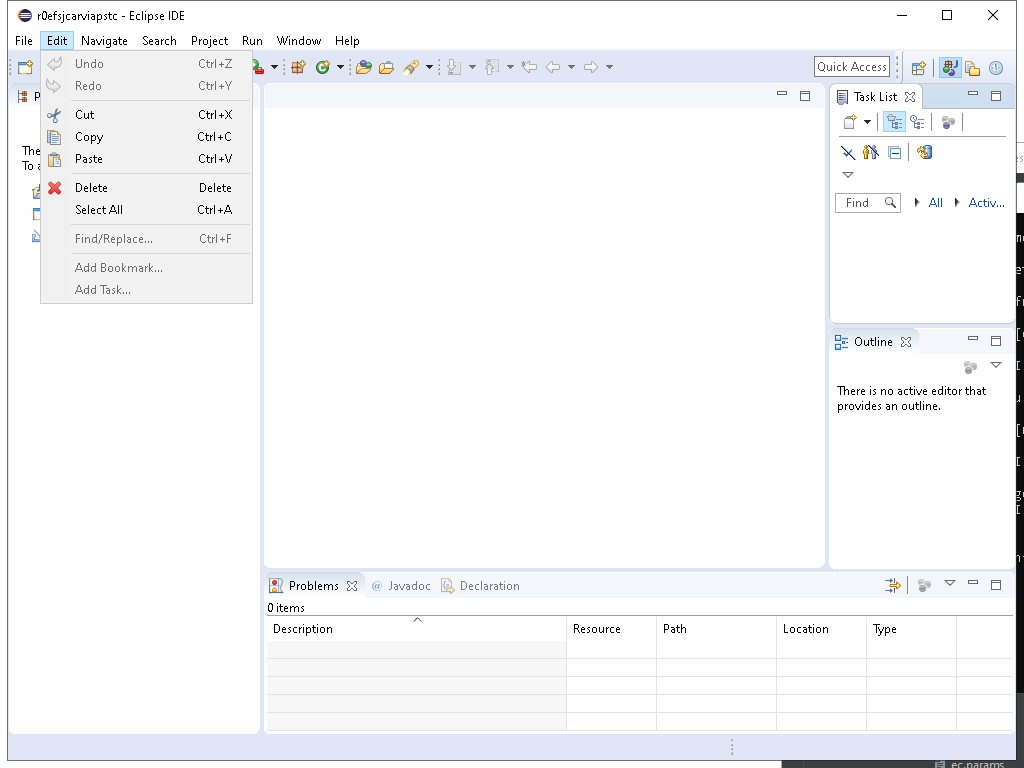 r0efsjcarviapstc - Eclipse IDE
File Edit Navigate Search Project Run Window Help
Undo Ctrl+Z
Redo Ctrl+Y
Cut Ctrl+X
Copy Ctrl+C
Paste Ctrl+V
Delete Delete
Select All Ctrl+A
Find/Replace... Ctrl+F
Add Bookmark...
Add Task...
Quick Access
Task List
Find All Activ...
Outline
There is no active editor that
provides an outline.
Problems @ Javadoc Declaration
0 items
Description Resource Path Location Type
ec.params